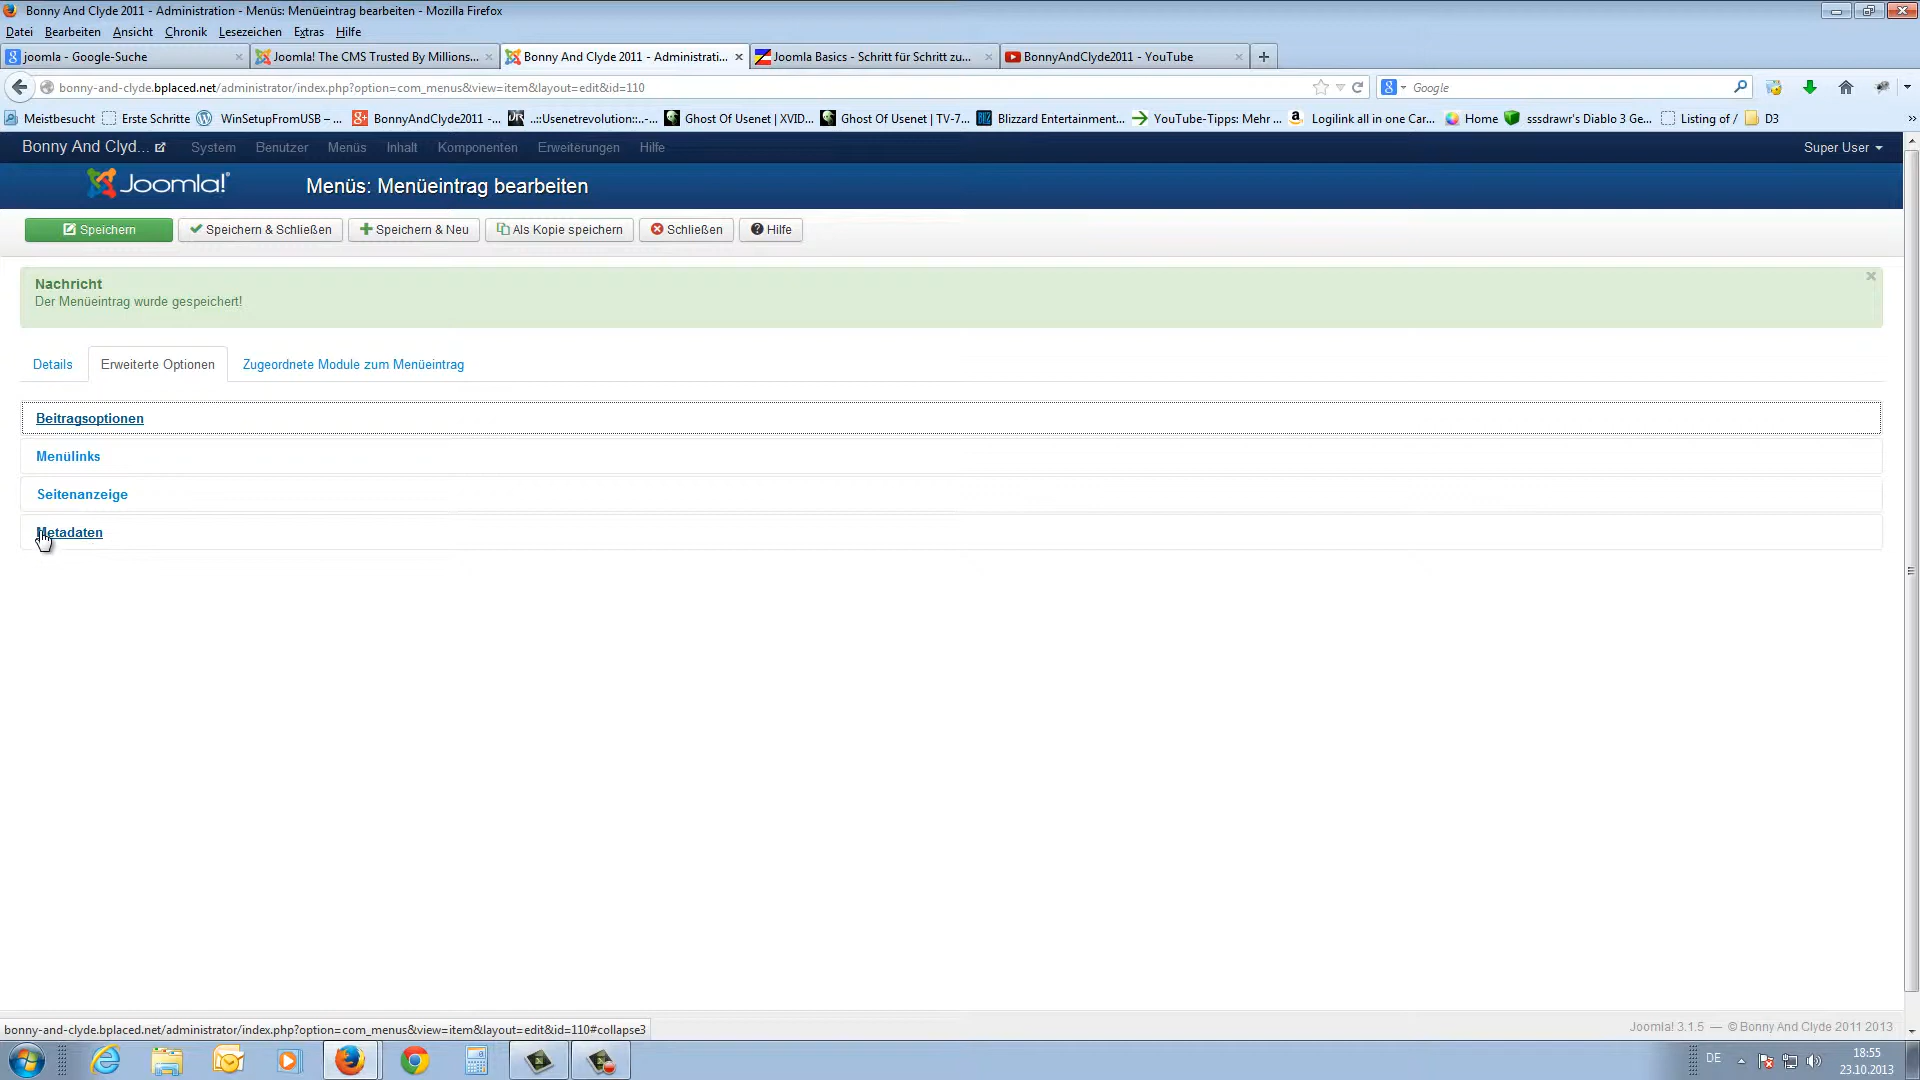 Bonny And Clyde 2011 - Administration - Menüs: Menüeintrag bearbeiten - Mozilla Firefox
Datei Bearbeiten Ansicht Chronik Lesezeichen Extras Hilfe
joomla - Google-Suche
Joomla! The CMS Trusted By Millions...
Bonny And Clyde 2011 - Administrati...
Joomla Basics - Schritt für Schritt zu...
BonnyAndClyde2011 - YouTube
bonny-and-clyde.bplaced.net/administrator/index.php?option=com_menus&view=item&layout=edit&id=110
Google
Meistbesucht Erste Schritte WinSetupFromUSB – ... BonnyAndClyde2011 -... ..::Usenetrevolution::..-... Ghost Of Usenet | XVID... Ghost Of Usenet | TV-7... Blizzard Entertainment... YouTube-Tipps: Mehr ... Logilink all in one Car... Home sssdrawr's Diablo 3 Ge... Listing of / D3
Bonny And Clyd... System Benutzer Menüs Inhalt Komponenten Erweiterungen Hilfe Super User
Joomla!® Menüs: Menüeintrag bearbeiten
Speichern Speichern & Schließen Speichern & Neu Als Kopie speichern Schließen Hilfe
Nachricht
Der Menüeintrag wurde gespeichert!
Details Erweiterte Optionen Zugeordnete Module zum Menüeintrag
Beitragsoptionen
Menülinks
Seitenanzeige
Metadaten
bonny-and-clyde.bplaced.net/administrator/index.php?option=com_menus&view=item&layout=edit&id=110#collapse3
Joomla! 3.1.5 — © Bonny And Clyde 2011 2013
DE
18:55
23.10.2013